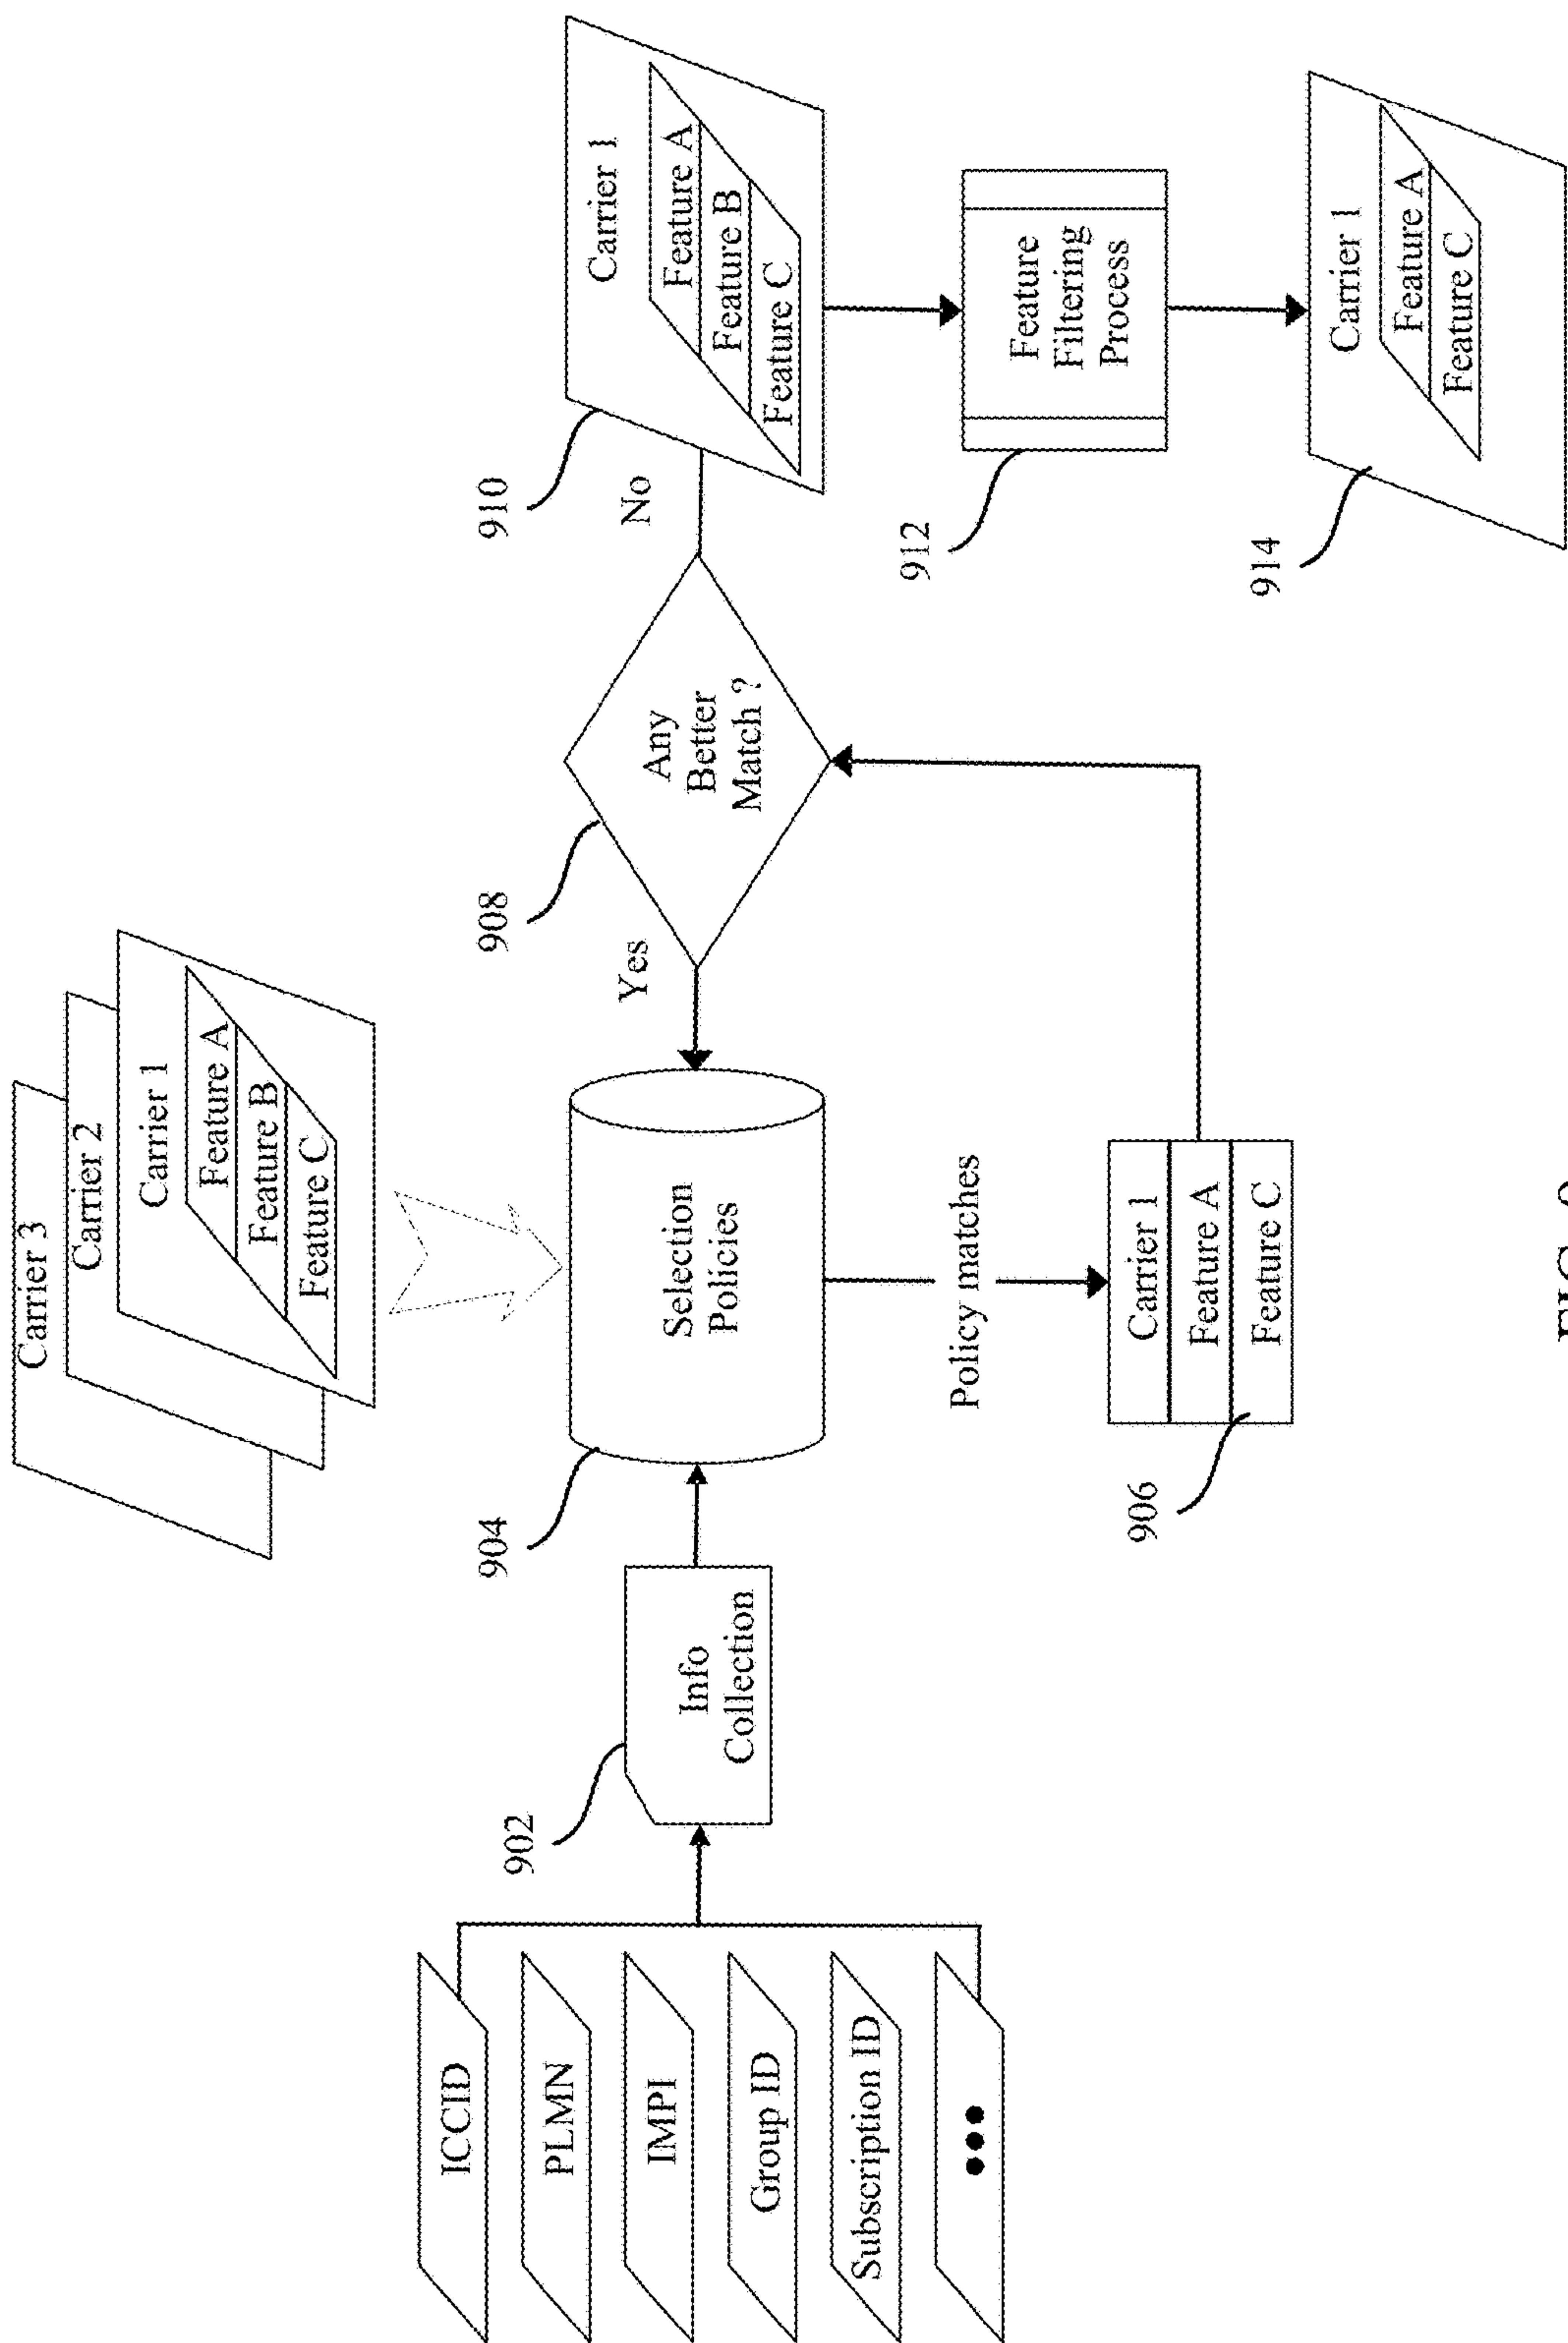 Carrier 3
Carrier 2
Carrier 1
Feature A
Feature B
Feature C
ICCID
PLMN
IMPI
Group ID
Subscription ID
•••
902
Info
Collection
904
Selection
Policies
Policy matches
906
Carrier 1
Feature A
Feature C
908
Any
Better
Match ?
Yes
No
910
Carrier 1
Feature A
Feature B
Feature C
912
Feature
Filtering
Process
914
Carrier 1
Feature A
Feature C